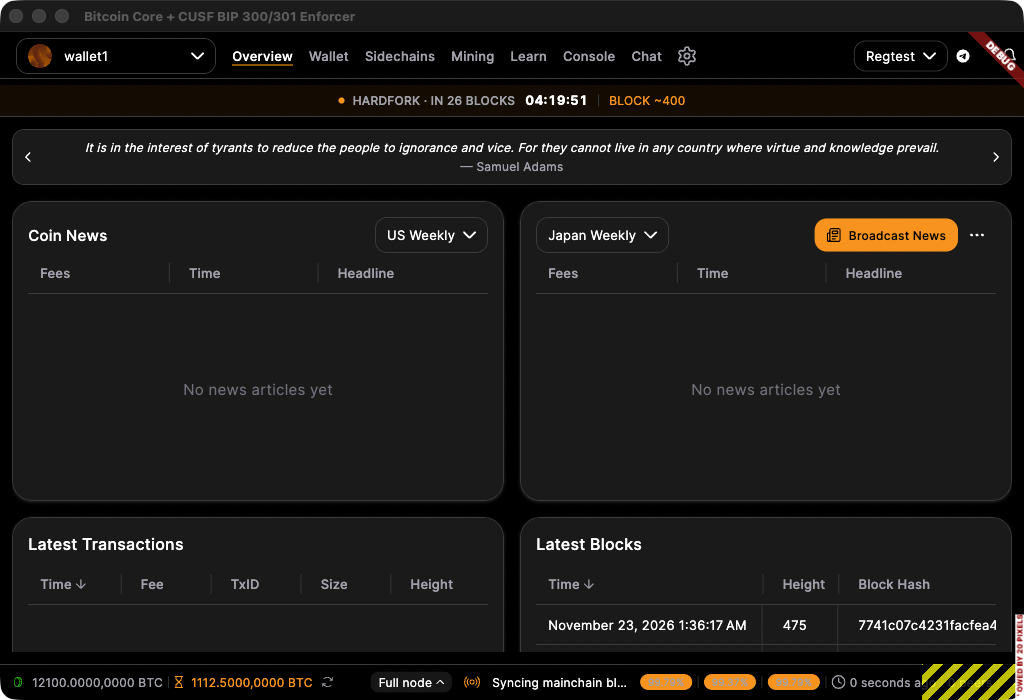 Bitcoin Core + CUSF BIP 300/301 Enforcer
wallet1
Overview
Wallet
Sidechains
Mining
Learn
Console
Chat
Regtest
DEBUG
HARDFORK · IN 26 BLOCKS 04:19:51 BLOCK ~400
It is in the interest of tyrants to reduce the people to ignorance and vice. For they cannot live in any country where virtue and knowledge prevail.
— Samuel Adams
Coin News
US Weekly
Fees Time Headline
No news articles yet
Japan Weekly
Broadcast News
Fees Time Headline
No news articles yet
Latest Transactions
Time Fee TxID Size Height
Latest Blocks
Time Height Block Hash
November 23, 2026 1:36:17 AM 475 7741c07c4231facfea4
12100.0000,0000 BTC
1112.5000,0000 BTC
Full node
Syncing mainchain bl...
0 seconds
BY 20 PIXELS